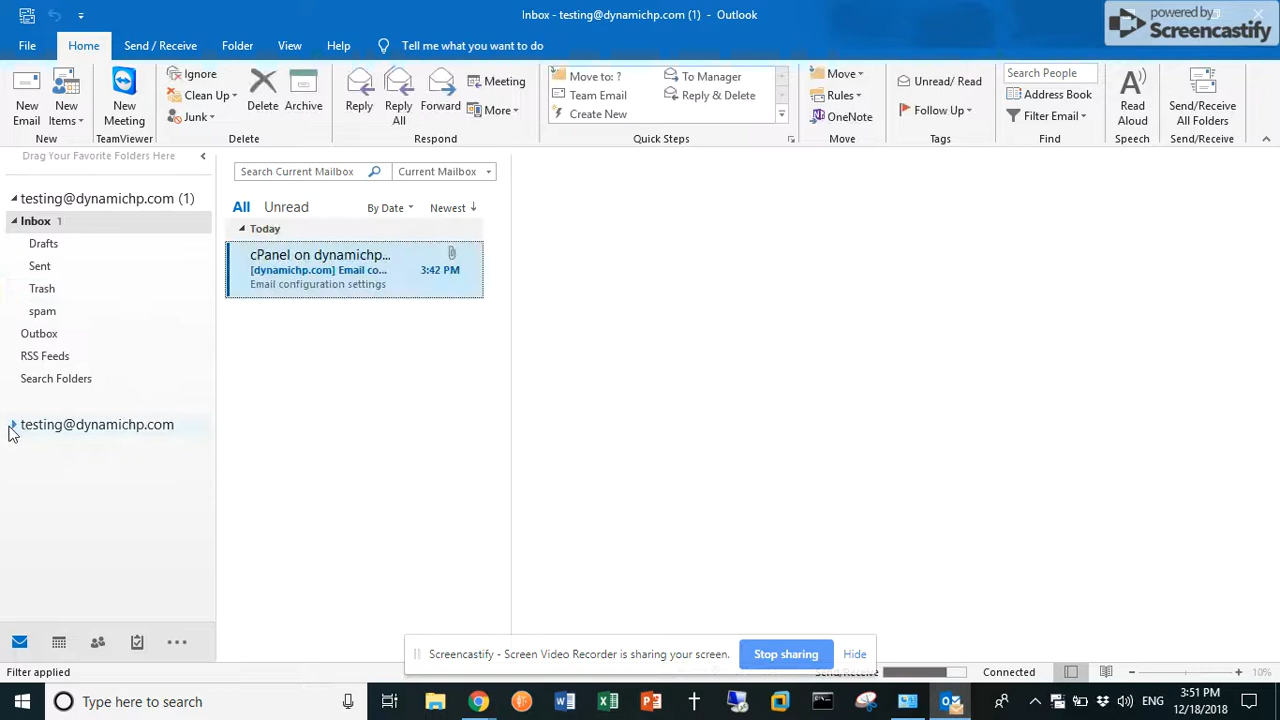 Inbox - testing@dynamichp.com (1) - Outlook
powered by
Screencastify
File Home Send / Receive Folder View Help Tell me what you want to do
New Email
New Items
New
New Meeting
TeamViewer
Ignore
Clean Up
Junk
Delete
Archive
Delete
Reply
Reply All
Forward
Meeting
More
Respond
Move to: ?
Team Email
Create New
To Manager
Reply & Delete
Quick Steps
Move
Rules
OneNote
Move
Unread/ Read
Follow Up
Tags
Search People
Address Book
Filter Email
Find
Read Aloud
Speech
Send/Receive All Folders
Send/Receive
Drag Your Favorite Folders Here
testing@dynamichp.com (1)
Inbox 1
Drafts
Sent
Trash
spam
Outbox
RSS Feeds
Search Folders
testing@dynamichp.com
Search Current Mailbox Current Mailbox
All Unread By Date Newest
Today
cPanel on dynamichp...
[dynamichp.com] Email co... 3:42 PM
Email configuration settings
Screencastify - Screen Video Recorder is sharing your screen. Stop sharing Hide
Filter applied
Send/Receive
Connected
10%
Type here to search
ENG
3:51 PM
12/18/2018